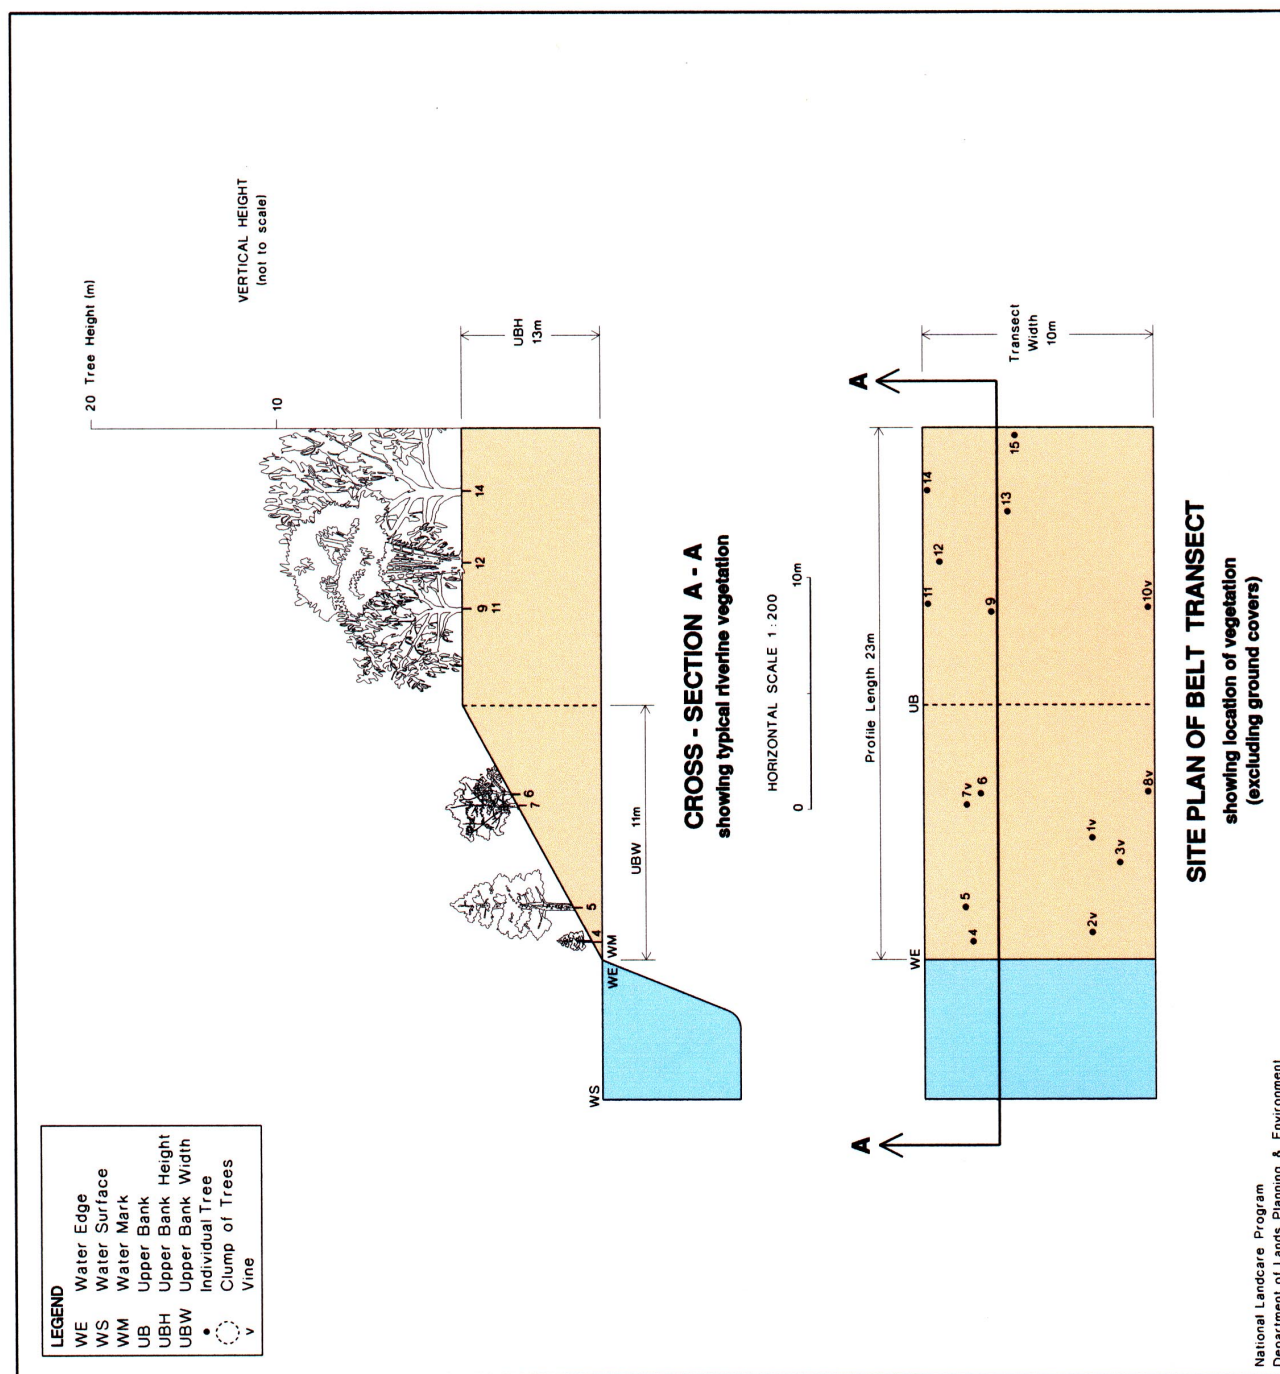 LEGEND
WE Water Edge
WS Water Surface
WM Water Mark
UB Upper Bank
UBH Upper Bank Height
UBW Upper Bank Width
• Individual Tree
Clump of Trees
v Vine
20 Tree Height (m)
10
VERTICAL HEIGHT
(not to scale)
UBH
13m
14
12
9
11
6
7
5
4
WM
WE
WS
UBW 11m
CROSS - SECTION A - A
showing typical riverine vegetation
HORIZONTAL SCALE 1 : 200
0
10m
A
A
Profile Length 23m
Transect
Width
10m
WE
UB
14
11
12
15
13
9
10v
7v
6
8v
1v
3v
5
4
2v
SITE PLAN OF BELT TRANSECT
showing location of vegetation
(excluding ground covers)
National Landcare Program
Department of Lands Planning & Environment